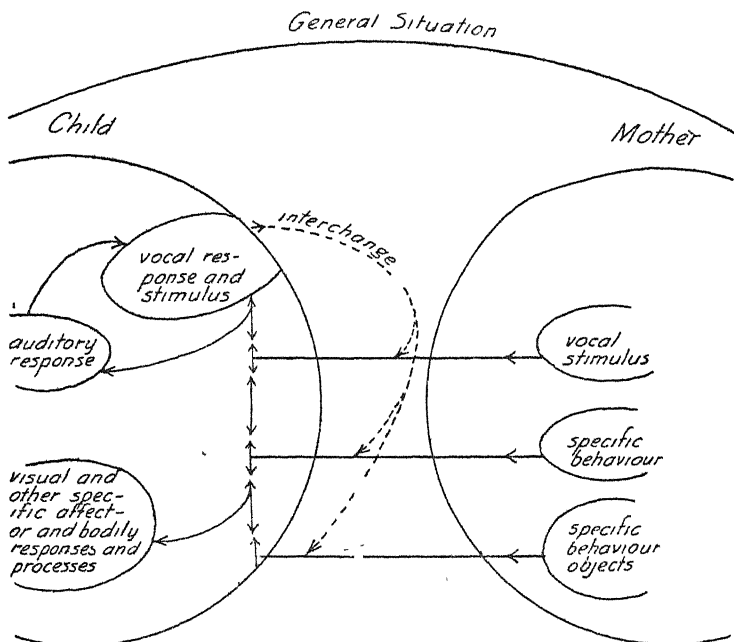 General Situation
Child
Mother
interchange
vocal res-
ponse and
stimulus
auditory
response
vocal
stimulus
specific
behaviour
visual and
other spec-
ific affect-
or and bodily
responses and
processes
specific
behaviour
objects